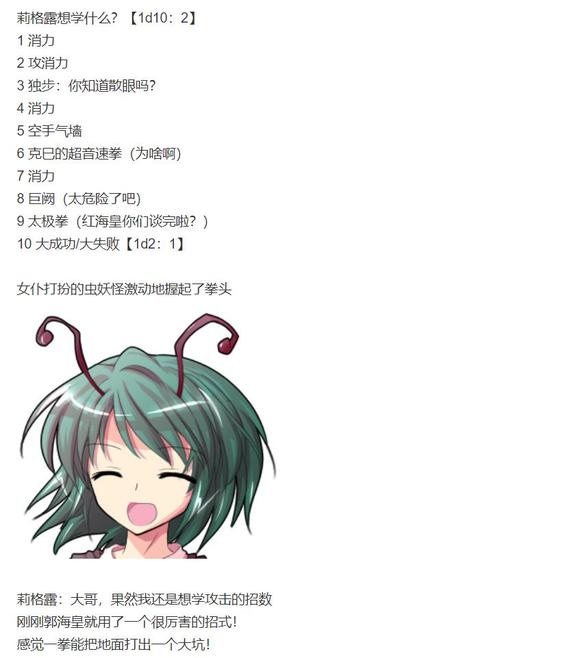 莉格露想学什么？【1d10：2】
1 消力
2 攻消力
3 独步：你知道散眼吗？
4 消力
5 空手气墙
6 克巳的超音速拳（为啥啊）
7 消力
8 巨阙（太危险了吧）
9 太极拳（红海皇你们谈完啦？）
10 大成功/大失败【1d2：1】
女仆打扮的虫妖怪激动地握起了拳头
莉格露：大哥，果然我还是想学攻击的招数
刚刚郭海皇就用了一个很厉害的招式！
感觉一拳能把地面打出一个大坑！